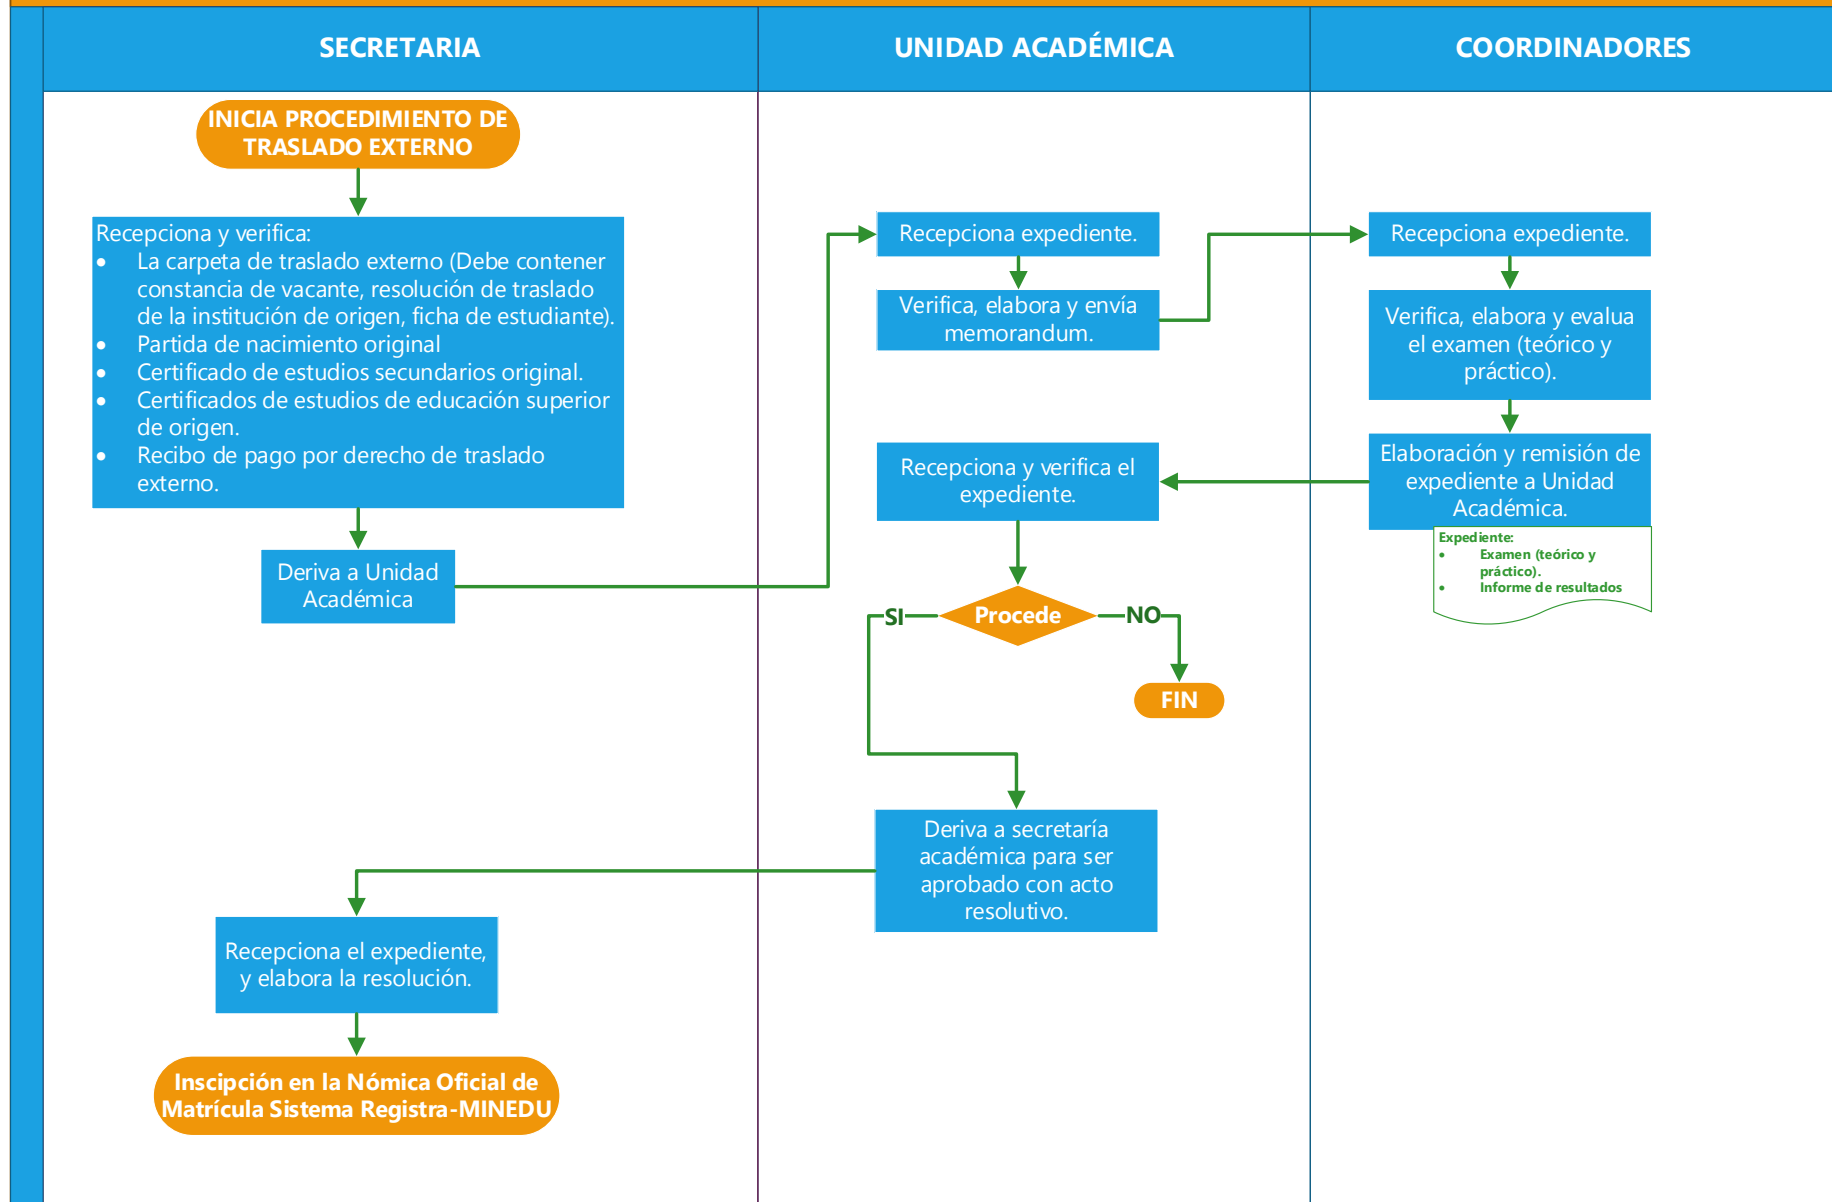 SECRETARIA
UNIDAD ACADÉMICA
COORDINADORES
INICIA PROCEDIMIENTO DE
TRASLADO EXTERNO
Recepciona y verifica:
• La carpeta de traslado externo (Debe contener
constancia de vacante, resolución de traslado
de la institución de origen, ficha de estudiante).
• Partida de nacimiento original
• Certificado de estudios secundarios original.
• Certificados de estudios de educación superior
de origen.
• Recibo de pago por derecho de traslado
externo.
Deriva a Unidad
Académica
Recepciona expediente.
Verifica, elabora y envía
memorandum.
Recepciona expediente.
Verifica, elabora y evalua
el examen (teórico y
práctico).
Elaboración y remisión de
expediente a Unidad
Académica.
Expediente:
• Examen (teórico y
práctico).
• Informe de resultados
Recepciona y verifica el
expediente.
Procede
SI
NO
FIN
Deriva a secretaría
académica para ser
aprobado con acto
resolutivo.
Recepciona el expediente,
y elabora la resolución.
Inscipción en la Nómica Oficial de
Matrícula Sistema Registra-MINEDU